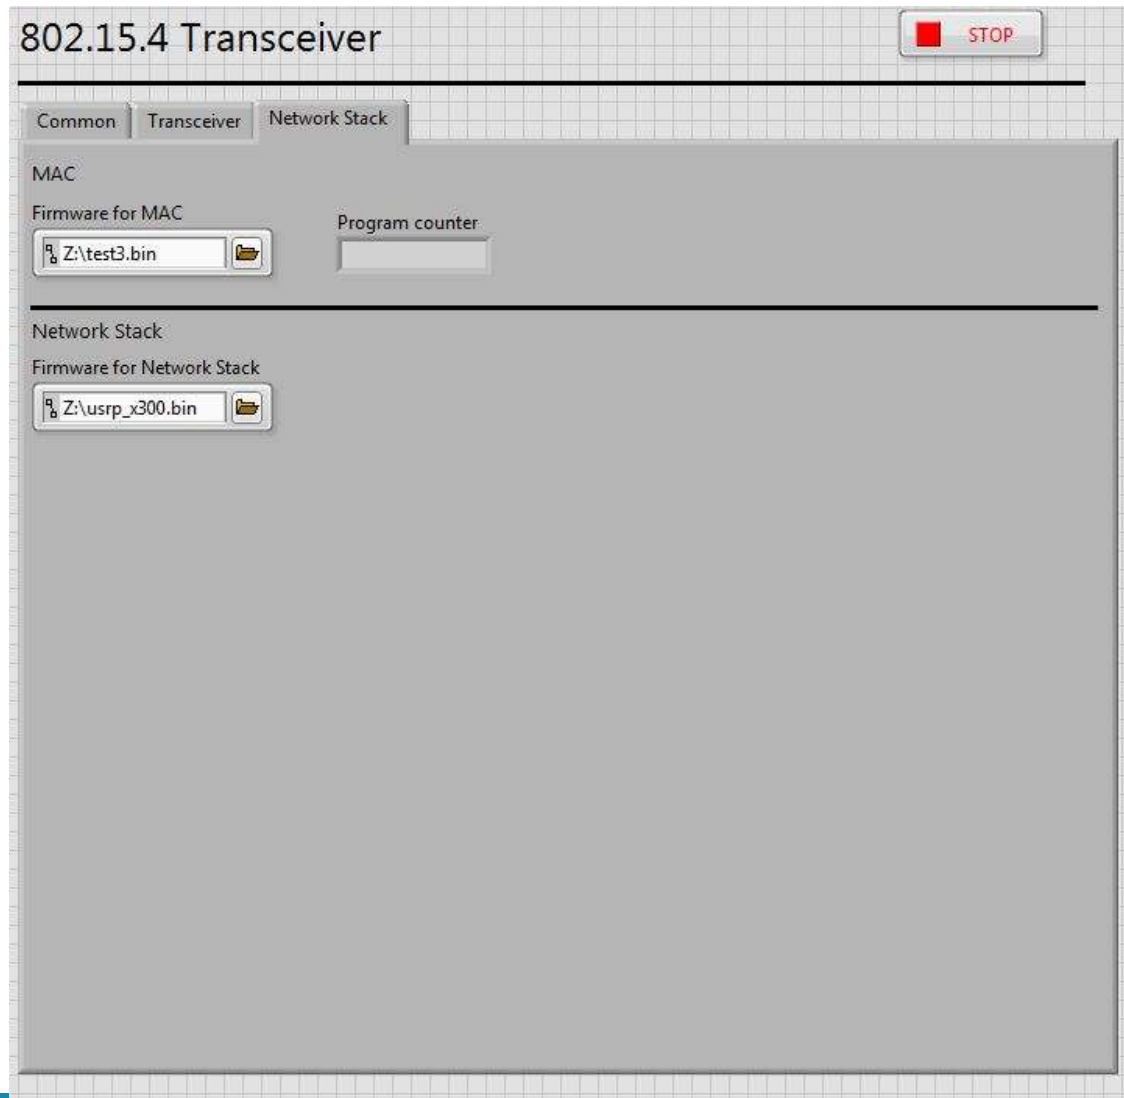 802.15.4 Transceiver
STOP
Common
Transceiver
Network Stack
MAC
Firmware for MAC
Program counter
Z:\test3.bin
Network Stack
Firmware for Network Stack
Z:\usrp_x300.bin